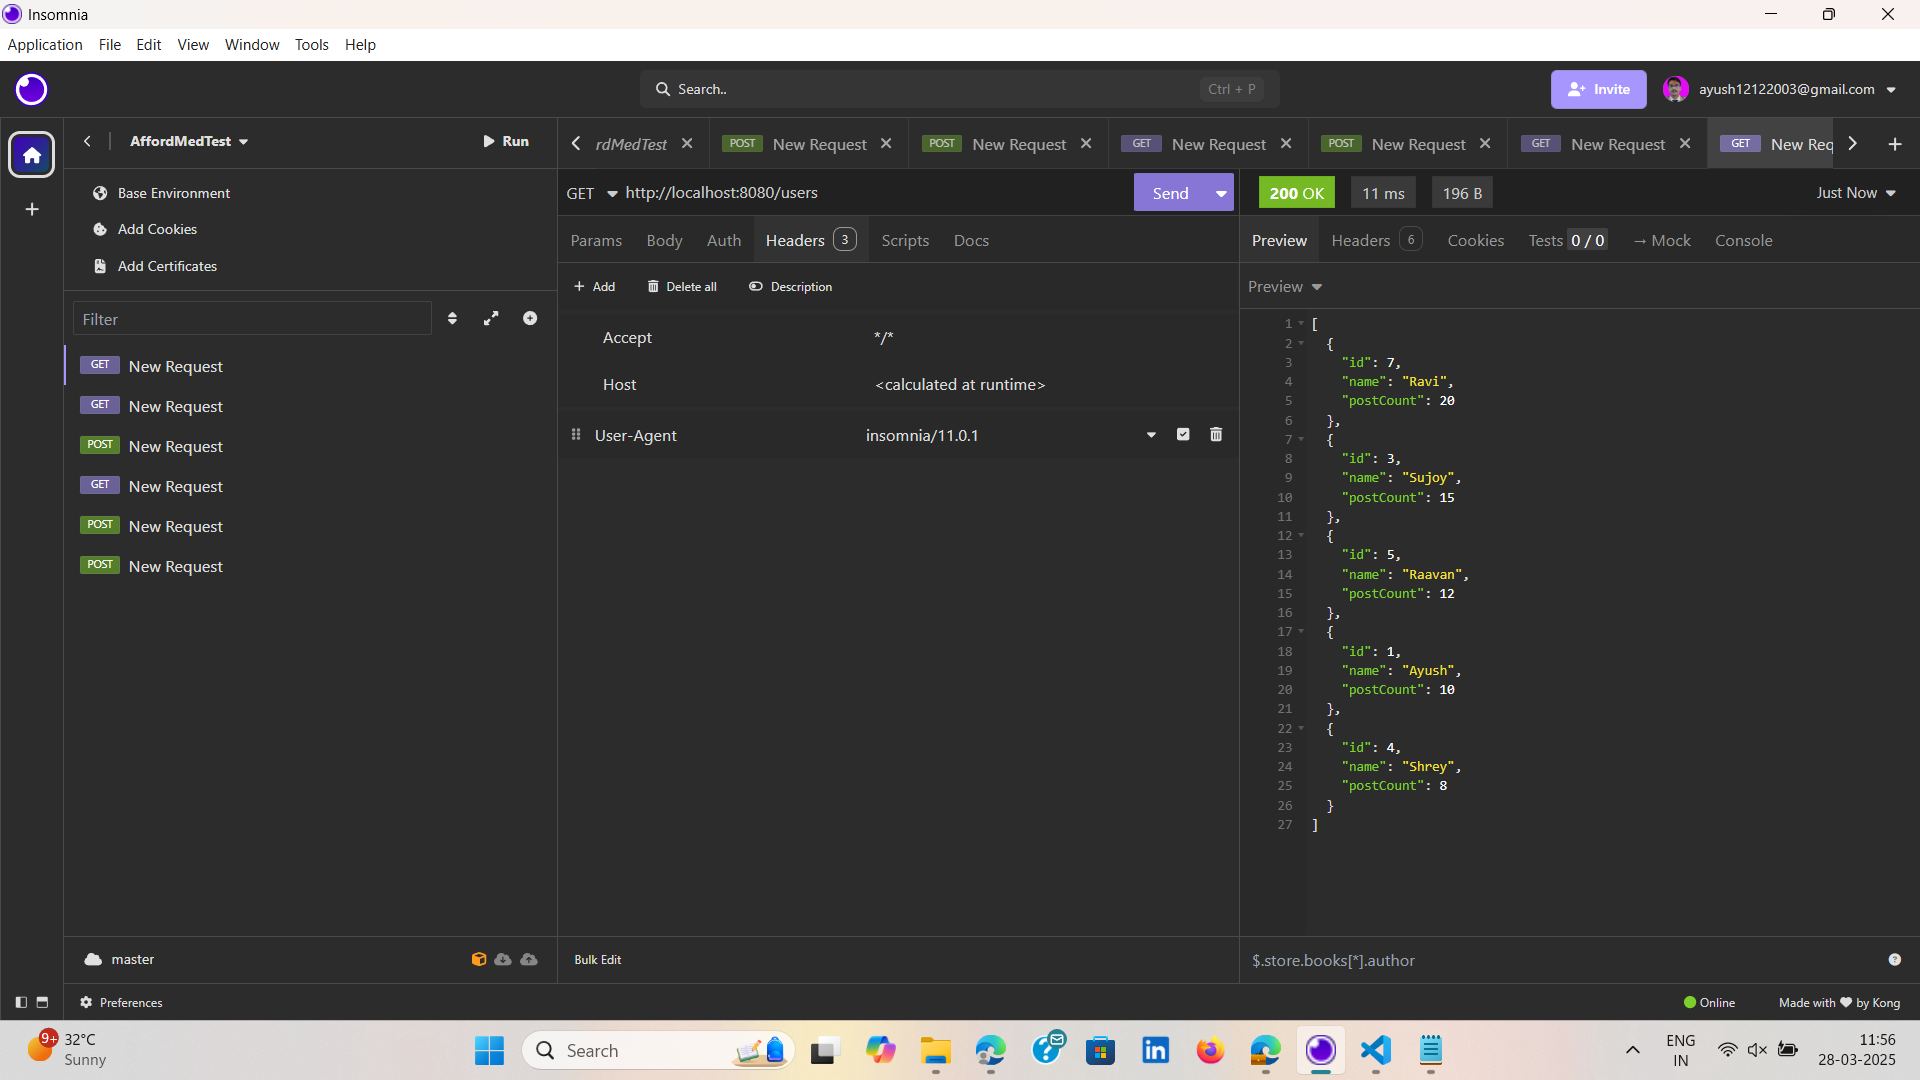 Insomnia
Application File Edit View Window Tools Help
Search.. Ctrl + P
Invite ayush12122003@gmail.com
AffordMedTest Run
rdMedTest POST New Request POST New Request GET New Request POST New Request GET New Request GET New Req
Base Environment
Add Cookies
Add Certificates
Filter
GET New Request
GET New Request
POST New Request
GET New Request
POST New Request
POST New Request
master
Preferences
GET http://localhost:8080/users Send
Params Body Auth Headers 3 Scripts Docs
Add Delete all Description
Accept */*
Host <calculated at runtime>
User-Agent insomnia/11.0.1
Bulk Edit
200 OK 11 ms 196 B Just Now
Preview Headers 6 Cookies Tests 0 / 0 → Mock Console
Preview
1 [
2 {
3 "id": 7,
4 "name": "Ravi",
5 "postCount": 20
6 },
7 {
8 "id": 3,
9 "name": "Sujoy",
10 "postCount": 15
11 },
12 {
13 "id": 5,
14 "name": "Raavan",
15 "postCount": 12
16 },
17 {
18 "id": 1,
19 "name": "Ayush",
20 "postCount": 10
21 },
22 {
23 "id": 4,
24 "name": "Shrey",
25 "postCount": 8
26 }
27 ]
$.store.books[*].author
Online Made with ❤ by Kong
9+ 32°C
Sunny
Search
ENG
IN
11:56
28-03-2025